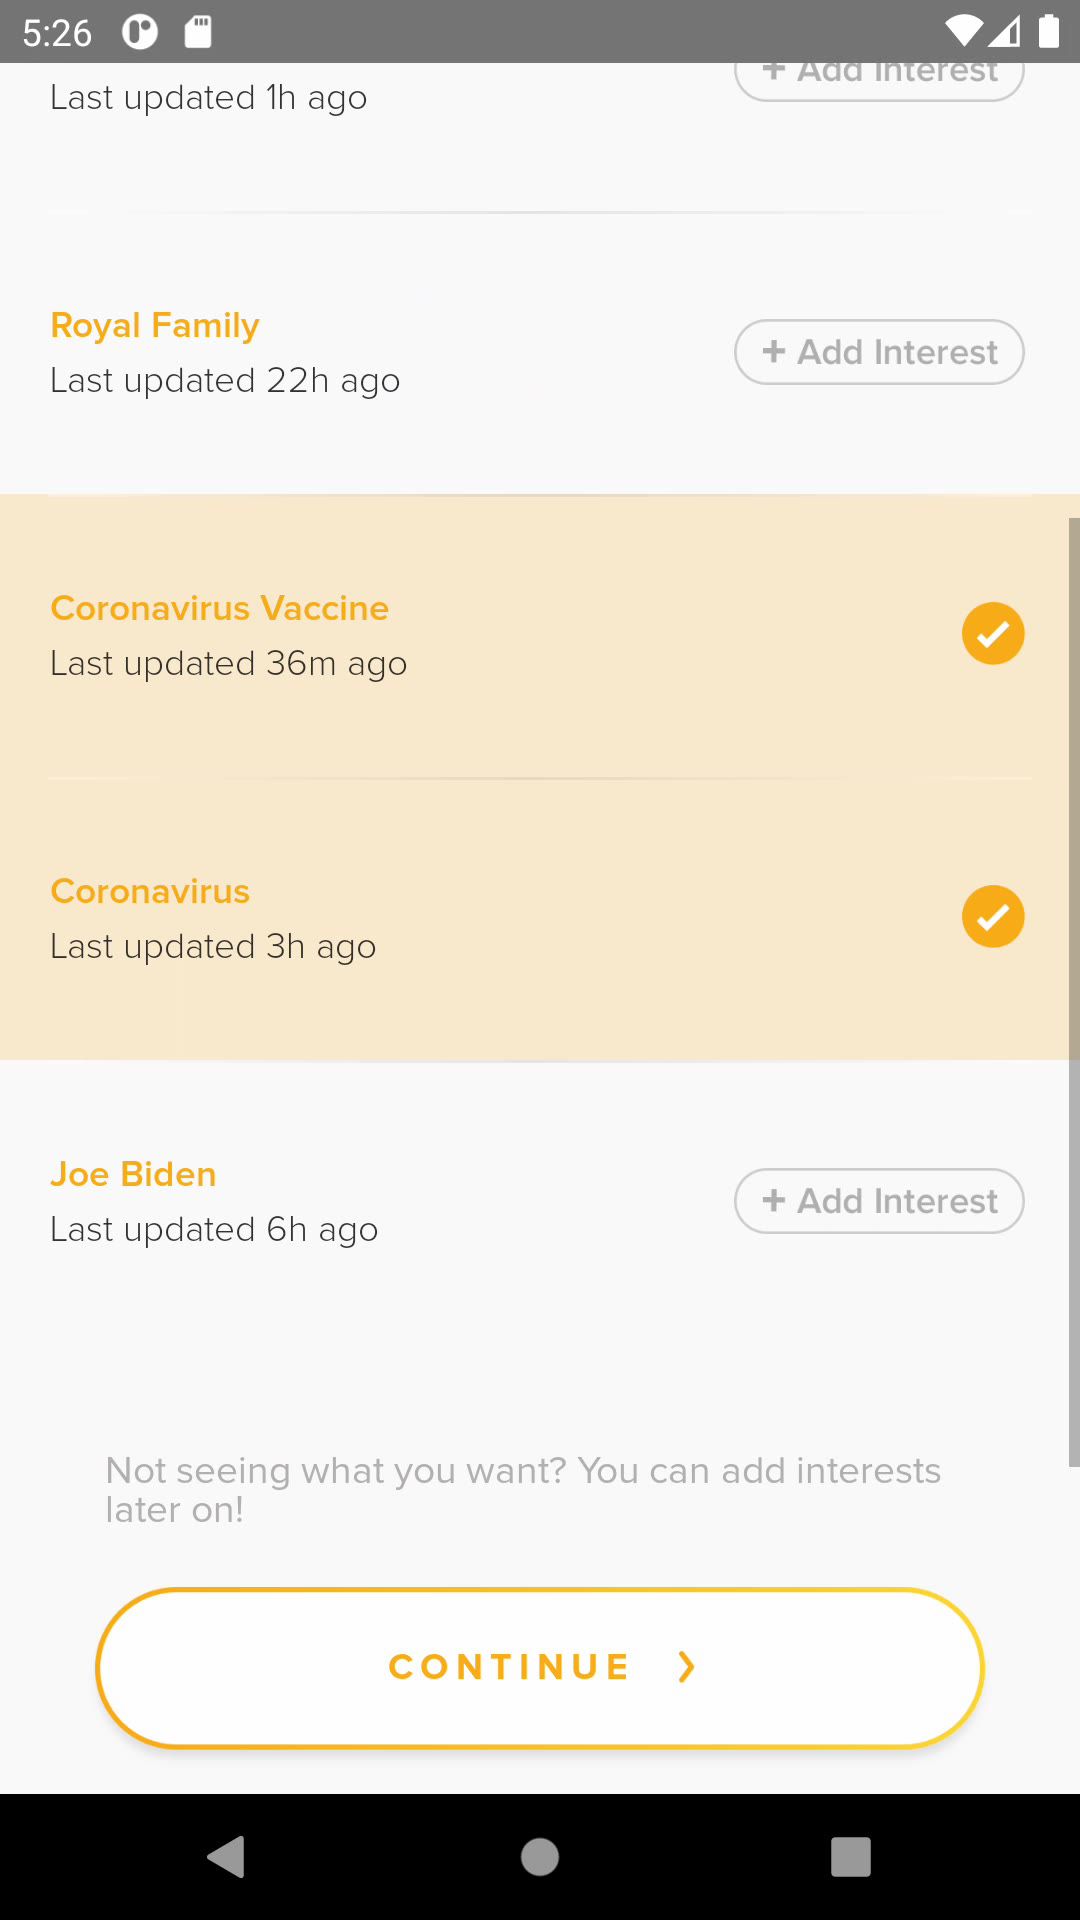 5:26
+ Add Interest
Last updated 1h ago
Royal Family
+ Add Interest
Last updated 22h ago
Coronavirus Vaccine
Last updated 36m ago
Coronavirus
Last updated 3h ago
Joe Biden
+ Add Interest
Last updated 6h ago
Not seeing what you want? You can add interests
later on!
CONTINUE